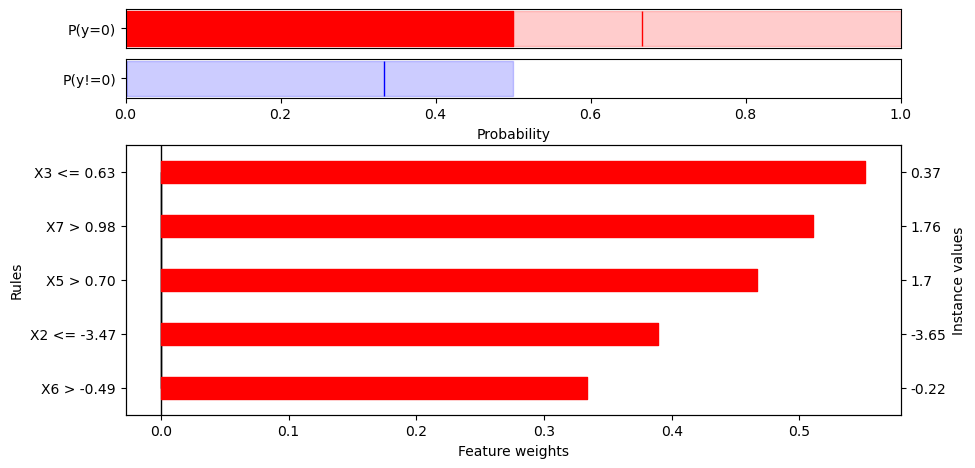 P(y=0)
P(y!=0)
0.0 0.2 0.4 0.6 0.8 1.0
Probability
X3 <= 0.63 0.37
X7 > 0.98 1.76
X5 > 0.70 1.7
X2 <= -3.47 -3.65
X6 > -0.49 -0.22
Rules
Instance values
0.0 0.1 0.2 0.3 0.4 0.5
Feature weights